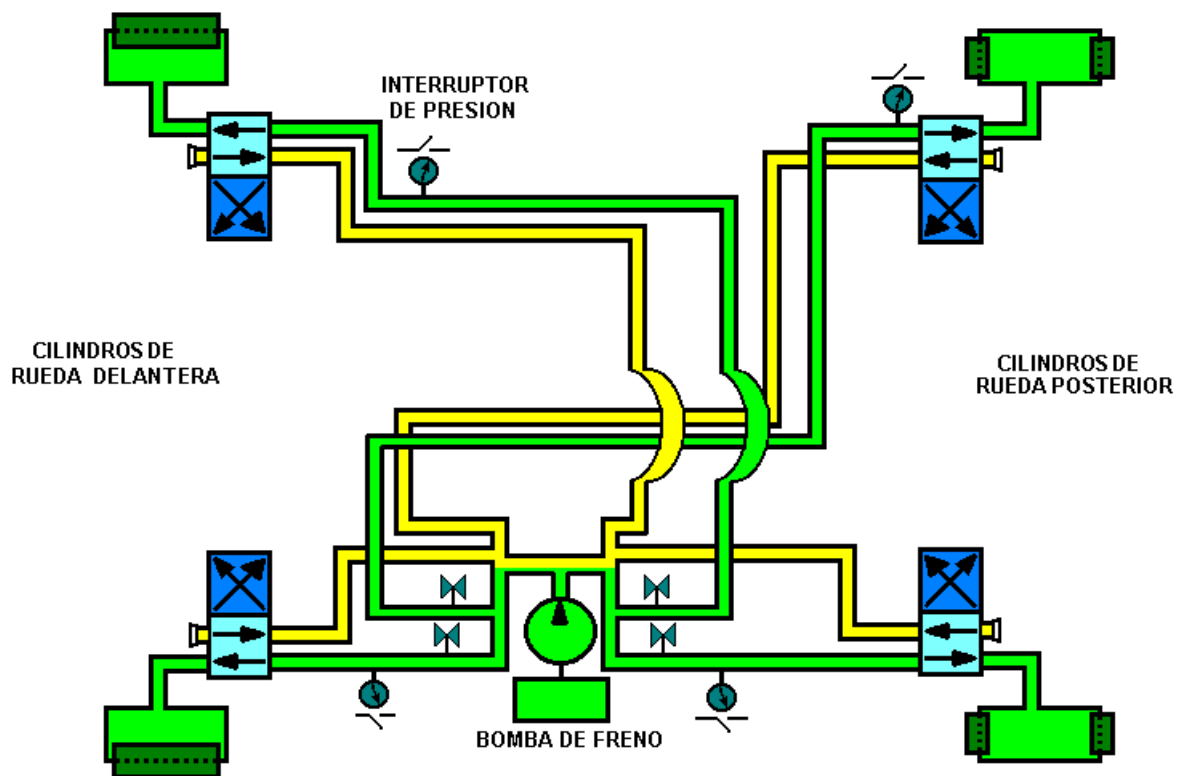 INTERRUPTOR
DE PRESION
CILINDROS DE
RUEDA DELANTERA
CILINDROS DE
RUEDA POSTERIOR
BOMBA DE FRENO